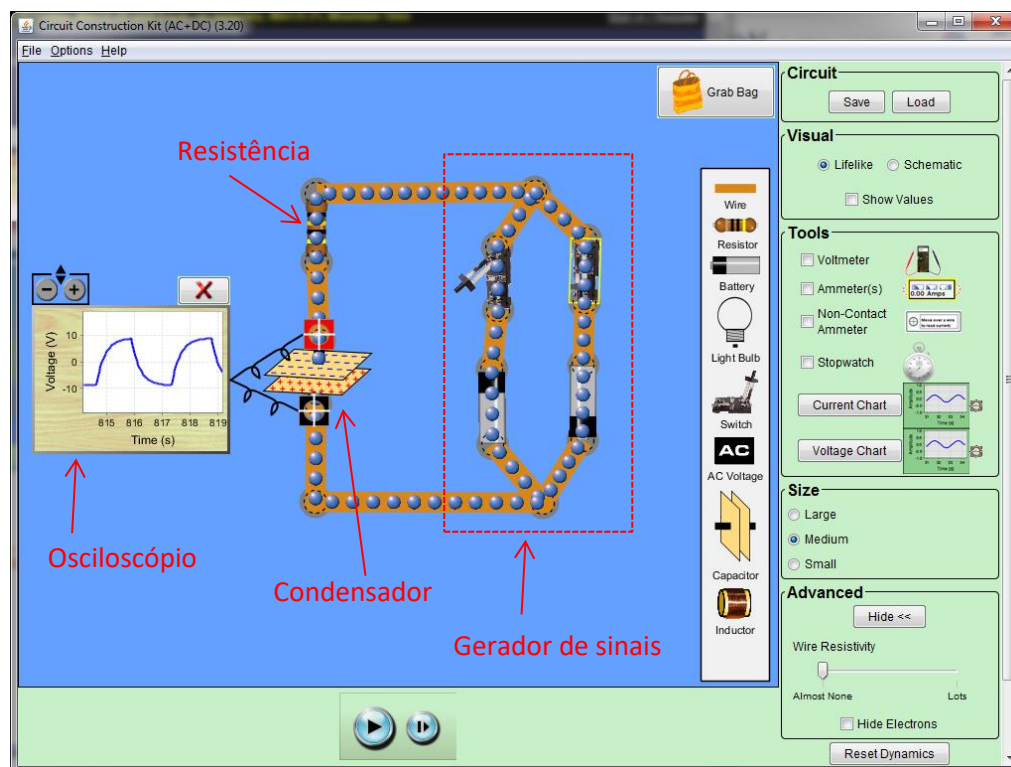 Circuit Construction Kit (AC+DC) (3.20)
File Options Help
Grab Bag
Resistência
Osciloscópio
Condensador
Gerador de sinais
Voltage (V)
10
0
-10
815 816 817 818 819
Time (s)
Wire
Resistor
Battery
Light Bulb
Switch
AC
AC Voltage
Capacitor
Inductor
Circuit
Save Load
Visual
Lifelike Schematic
Show Values
Tools
Voltmeter
Ammeter(s)
0.00 Amps
Non-Contact
Ammeter
Stopwatch
Current Chart
Voltage Chart
Size
Large
Medium
Small
Advanced
Hide <<
Wire Resistivity
Almost None Lots
Hide Electrons
Reset Dynamics